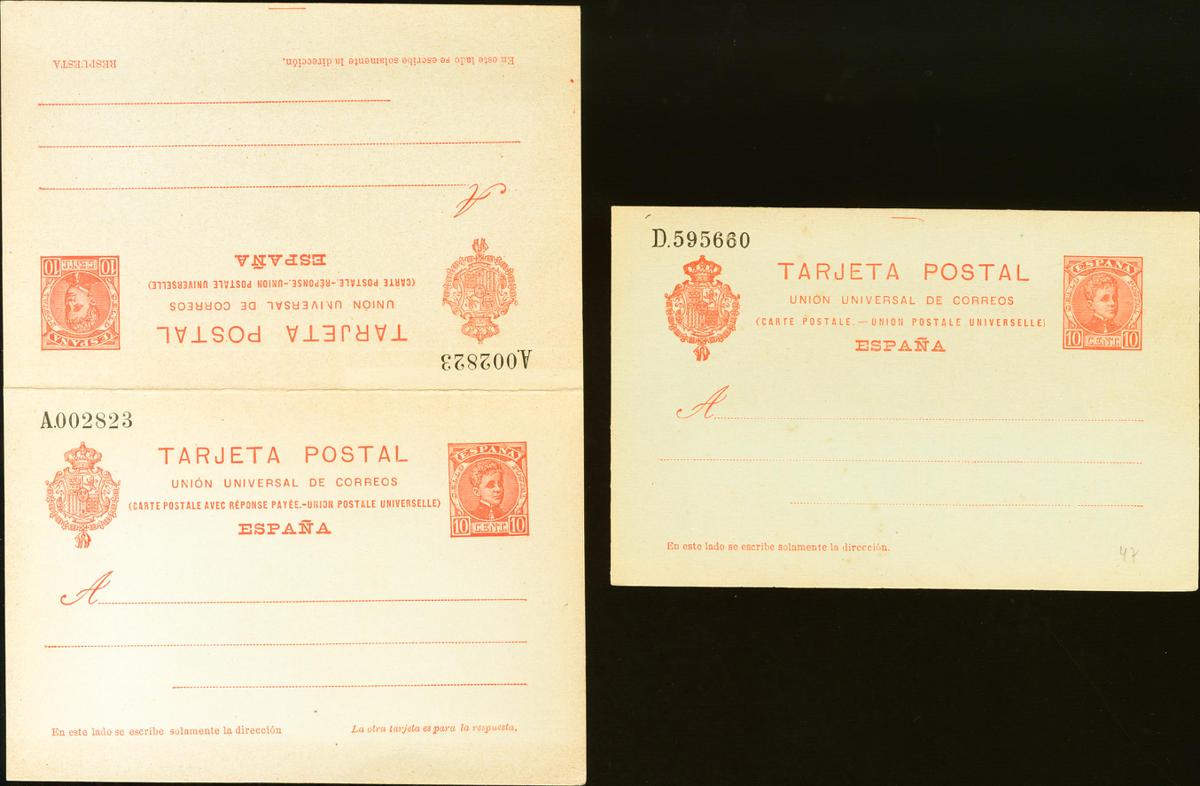 En este lado se escribe solamente la dirección.
RESPUESTA
A
A.002823
TARJETA POSTAL
UNIÓN UNIVERSAL DE CORREOS
(CARTE POSTALE.-RÉPONSE.-UNION POSTALE UNIVERSELLE)
ESPAÑA
ESPAÑA
10 CENT. 10
A.002823
TARJETA POSTAL
UNIÓN UNIVERSAL DE CORREOS
(CARTE POSTALE AVEC RÉPONSE PAYÉE.-UNION POSTALE UNIVERSELLE)
ESPAÑA
ESPAÑA
10 CENT. 10
A
En este lado se escribe solamente la dirección
La otra tarjeta es para la respuesta.
D.595660
TARJETA POSTAL
UNIÓN UNIVERSAL DE CORREOS
(CARTE POSTALE.—UNION POSTALE UNIVERSELLE)
ESPAÑA
ESPAÑA
10 CENT. 10
A
En este lado se escribe solamente la dirección.
47